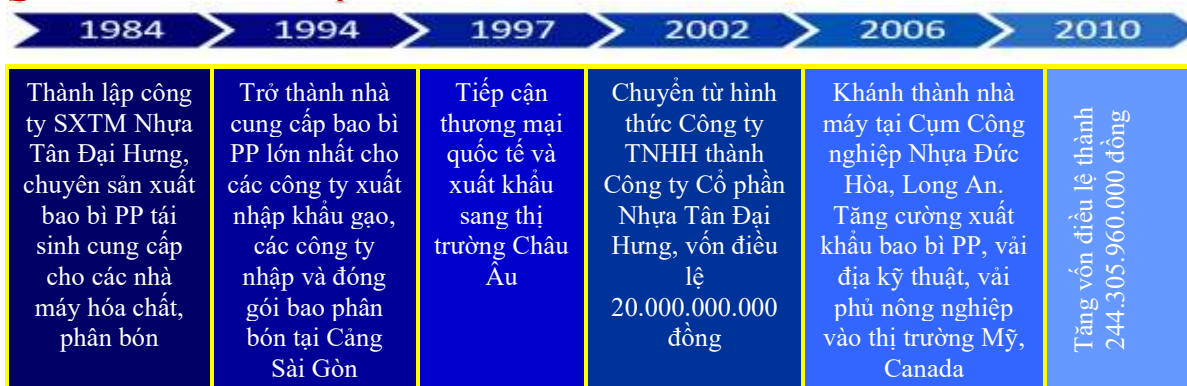 1984
1994
1997
2002
2006
2010
Thành lập công
ty SXTM Nhựa
Tân Đại Hưng,
chuyên sản xuất
bao bì PP tái
sinh cung cấp
cho các nhà
máy hóa chất,
phân bón
Trở thành nhà
cung cấp bao bì
PP lớn nhất cho
các công ty xuất
nhập khẩu gạo,
các công ty
nhập và đóng
gói bao phân
bón tại Cảng
Sài Gòn
Tiếp cận
thương mại
quốc tế và
xuất khẩu
sang thị
trường Châu
Âu
Chuyển từ hình
thức Công ty
TNHH thành
Công ty Cổ phần
Nhựa Tân Đại
Hưng, vốn điều
lệ
20.000.000.000
đồng
Khánh thành nhà
máy tại Cụm Công
nghiệp Nhựa Đức
Hòa, Long An.
Tăng cường xuất
khẩu bao bì PP, vải
địa kỹ thuật, vải
phủ nông nghiệp
vào thị trường Mỹ,
Canada
Tăng vốn điều lệ thành
244.305.960.000 đồng